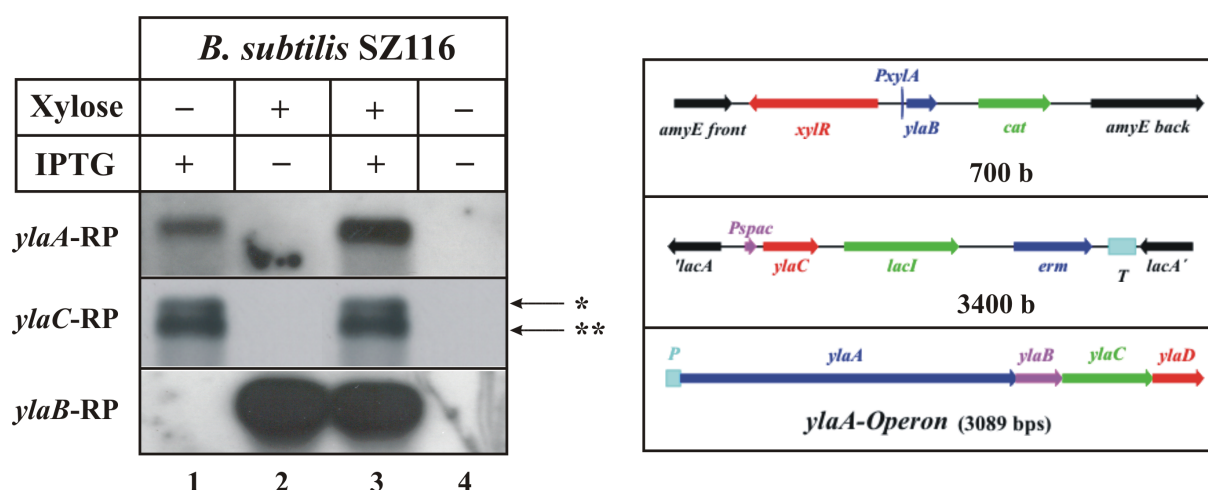 B. subtilis SZ116
Xylose − + + −
IPTG + − + −
ylaA-RP
ylaC-RP
*
**
ylaB-RP
1 2 3 4
PxylA
amyE front xylR ylaB cat amyE back
700 b
Pspac
'lacA ylaC lacI erm T lacA´
3400 b
P ylaA ylaB ylaC ylaD
ylaA-Operon (3089 bps)